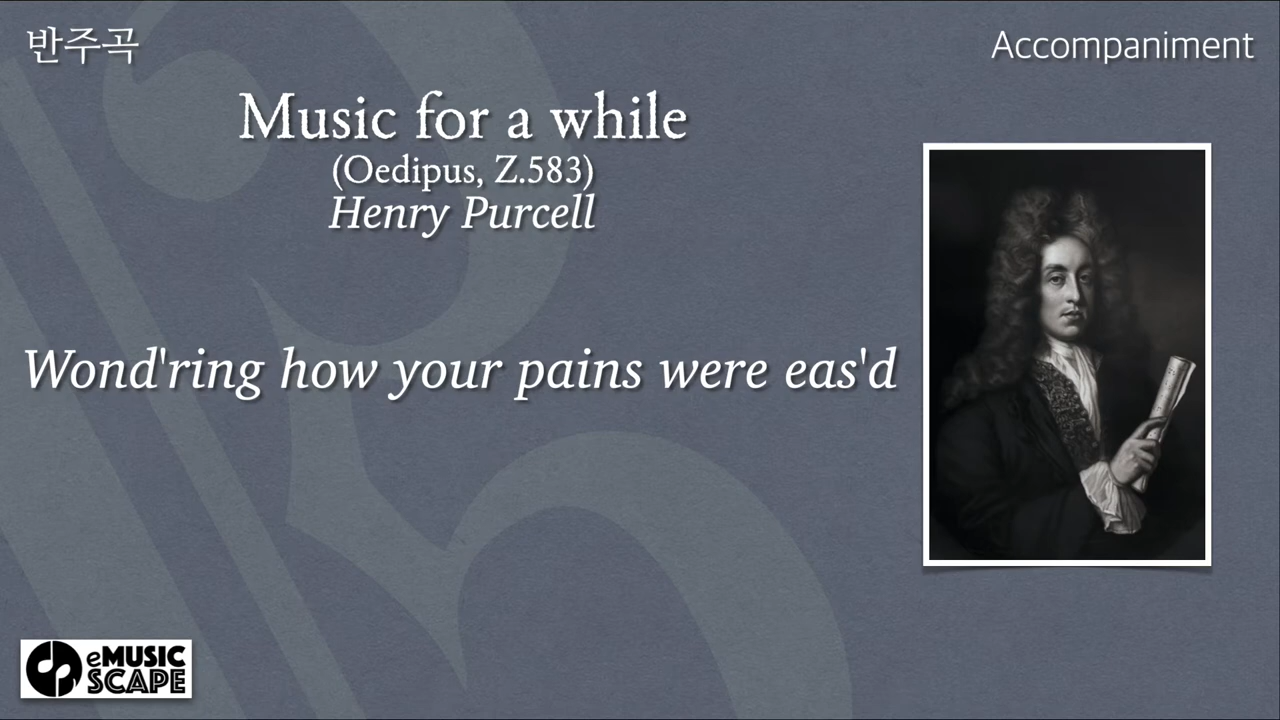 반주곡
Accompaniment
Music for a while
(Oedipus, Z.583)
Henry Purcell
Wond'ring how your pains were eas'd
eMUSIC
SCAPE